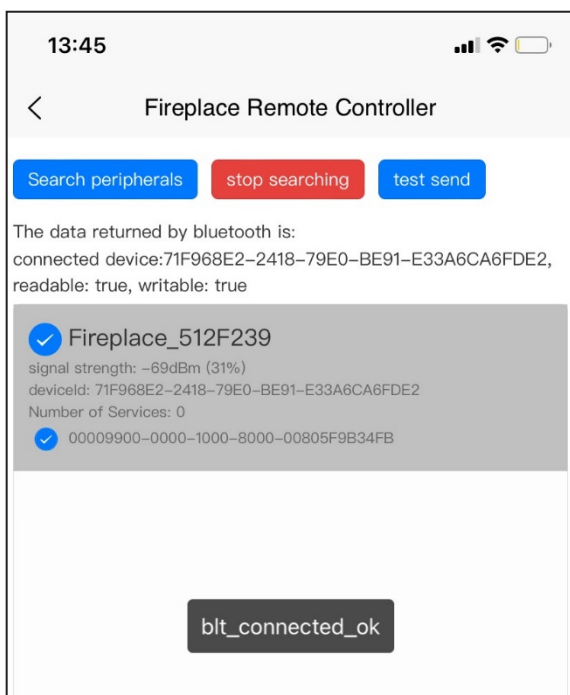 13:45
Fireplace Remote Controller
Search peripherals stop searching test send
The data returned by bluetooth is:
connected device:71F968E2-2418-79E0-BE91-E33A6CA6FDE2,
readable: true, writable: true
Fireplace_512F239
signal strength: -69dBm (31%)
deviceId: 71F968E2-2418-79E0-BE91-E33A6CA6FDE2
Number of Services: 0
00009900-0000-1000-8000-00805F9B34FB
blt_connected_ok